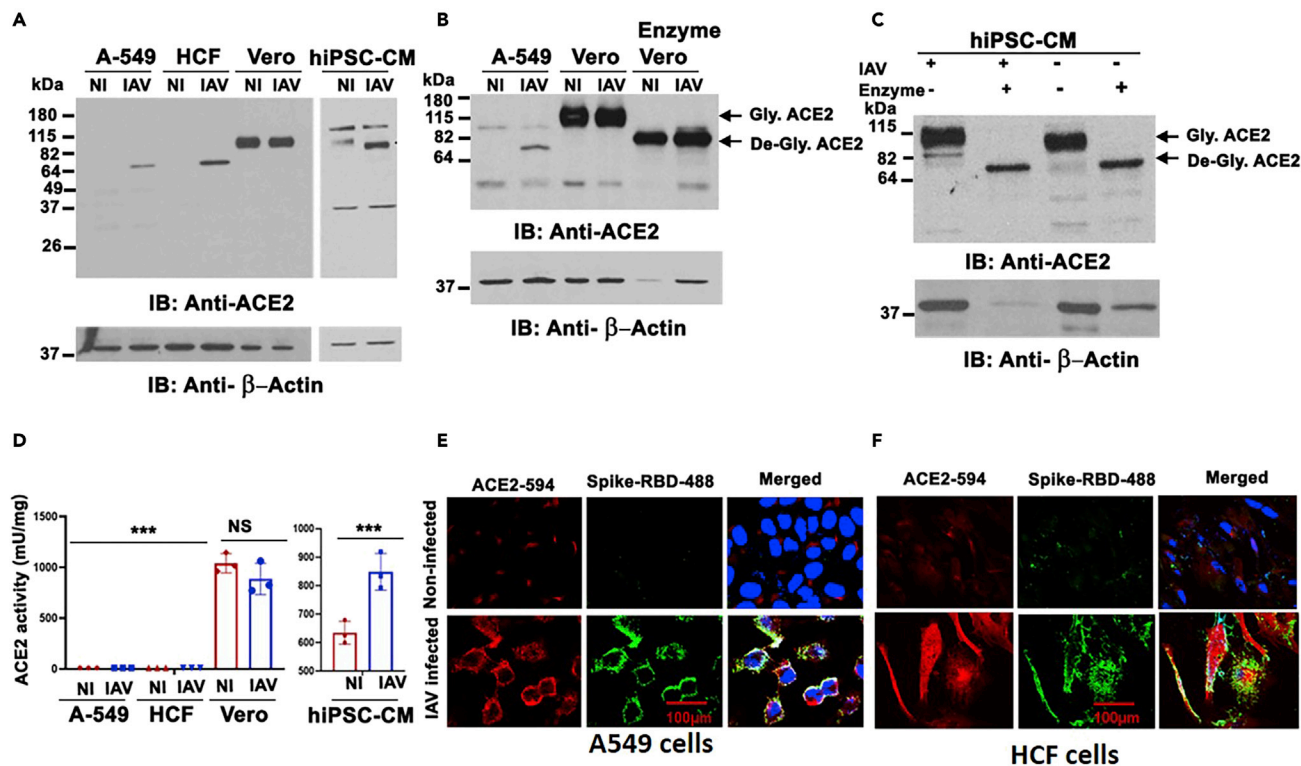 A
A-549 HCF Vero hiPSC-CM
kDa NI IAV NI IAV NI IAV NI IAV
180
115
82
64
49
37
26
IB: Anti-ACE2
37
IB: Anti- β-Actin
B
Enzyme
A-549 Vero Vero
kDa NI IAV NI IAV NI IAV
180
115
82
64
Gly. ACE2
De-Gly. ACE2
IB: Anti-ACE2
37
IB: Anti- β-Actin
C
hiPSC-CM
IAV + + - -
Enzyme - + - +
kDa
115
82
64
Gly. ACE2
De-Gly. ACE2
IB: Anti-ACE2
37
IB: Anti- β-Actin
D
ACE2 activity (mU/mg)
1500
1000
500
0
*** NS
NI IAV NI IAV NI IAV
A-549 HCF Vero
1000
900
800
700
600
500
***
NI IAV
hiPSC-CM
E
ACE2-594 Spike-RBD-488 Merged
Non-infected
IAV infected
100µm
A549 cells
F
ACE2-594 Spike-RBD-488 Merged
100µm
HCF cells